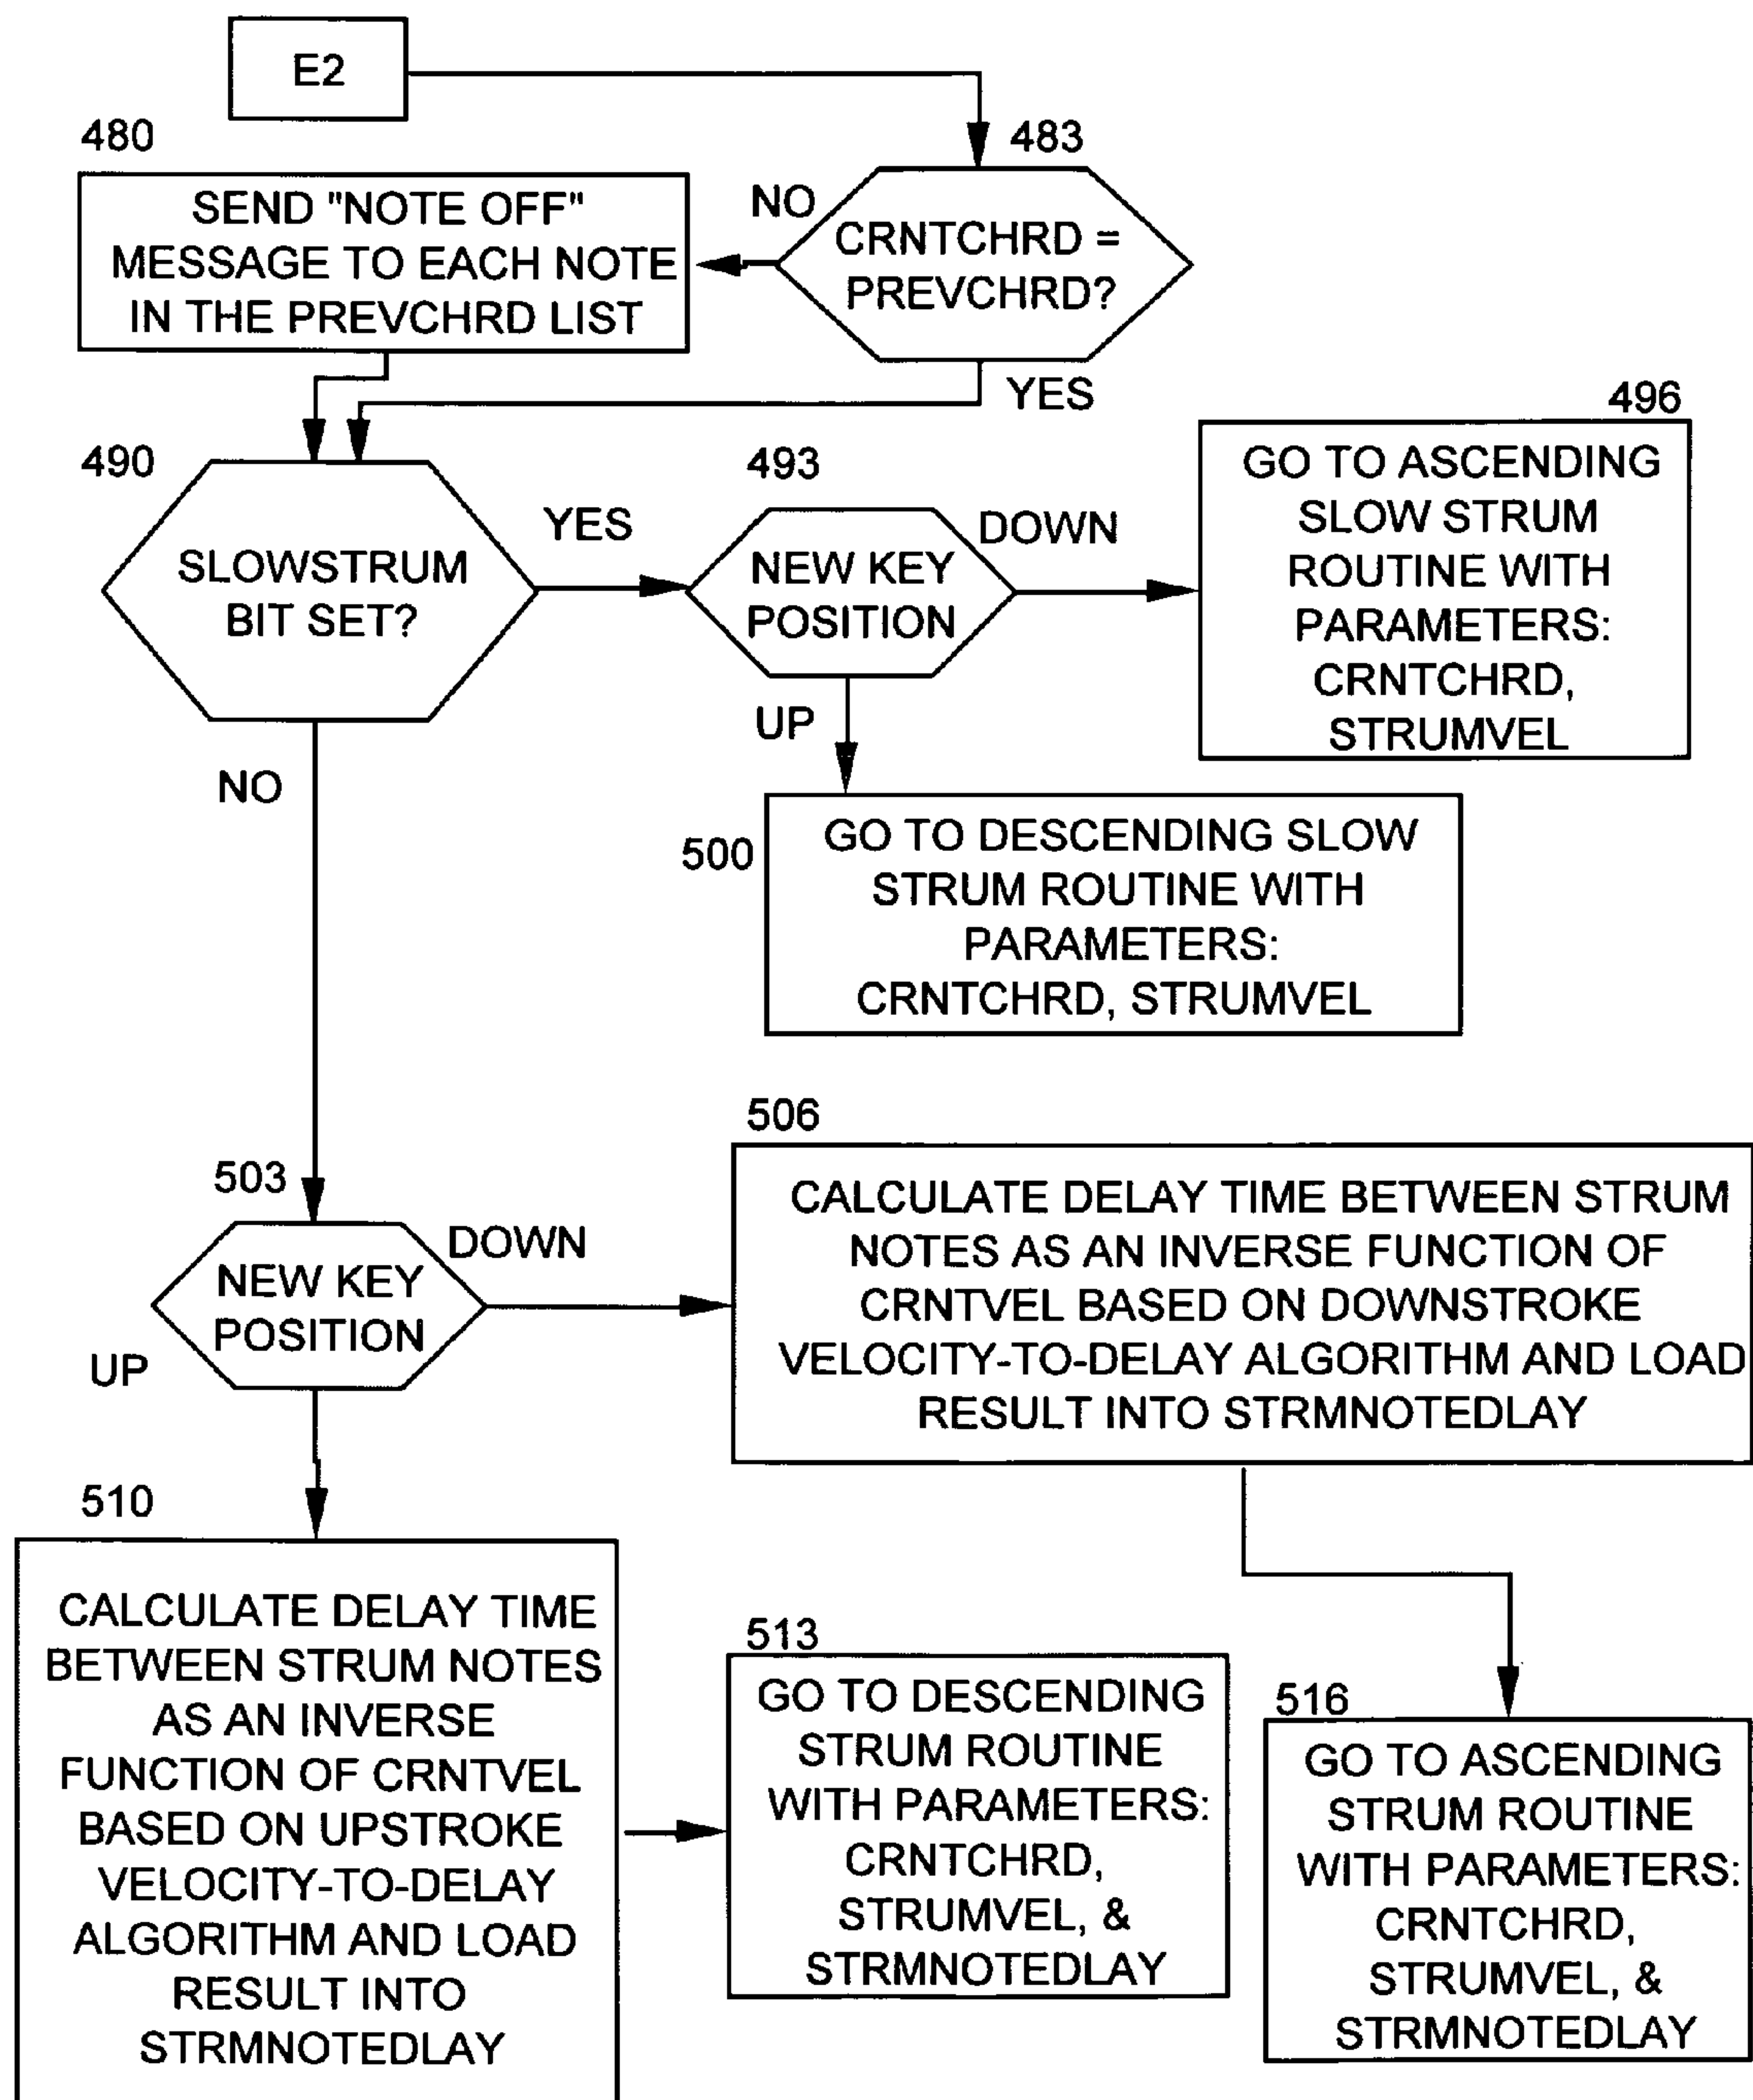 E2
480
483
SEND "NOTE OFF"
MESSAGE TO EACH NOTE
IN THE PREVCHRD LIST
NO
CRNTCHRD =
PREVCHRD?
YES
490
SLOWSTRUM
BIT SET?
YES
493
NEW KEY
POSITION
DOWN
496
GO TO ASCENDING
SLOW STRUM
ROUTINE WITH
PARAMETERS:
CRNTCHRD,
STRUMVEL
UP
500
GO TO DESCENDING SLOW
STRUM ROUTINE WITH
PARAMETERS:
CRNTCHRD, STRUMVEL
NO
503
NEW KEY
POSITION
DOWN
506
CALCULATE DELAY TIME BETWEEN STRUM
NOTES AS AN INVERSE FUNCTION OF
CRNTVEL BASED ON DOWNSTROKE
VELOCITY-TO-DELAY ALGORITHM AND LOAD
RESULT INTO STRMNOTEDLAY
UP
510
CALCULATE DELAY TIME
BETWEEN STRUM NOTES
AS AN INVERSE
FUNCTION OF CRNTVEL
BASED ON UPSTROKE
VELOCITY-TO-DELAY
ALGORITHM AND LOAD
RESULT INTO
STRMNOTEDLAY
513
GO TO DESCENDING
STRUM ROUTINE
WITH PARAMETERS:
CRNTCHRD,
STRUMVEL, &
STRMNOTEDLAY
516
GO TO ASCENDING
STRUM ROUTINE
WITH PARAMETERS:
CRNTCHRD,
STRUMVEL, &
STRMNOTEDLAY